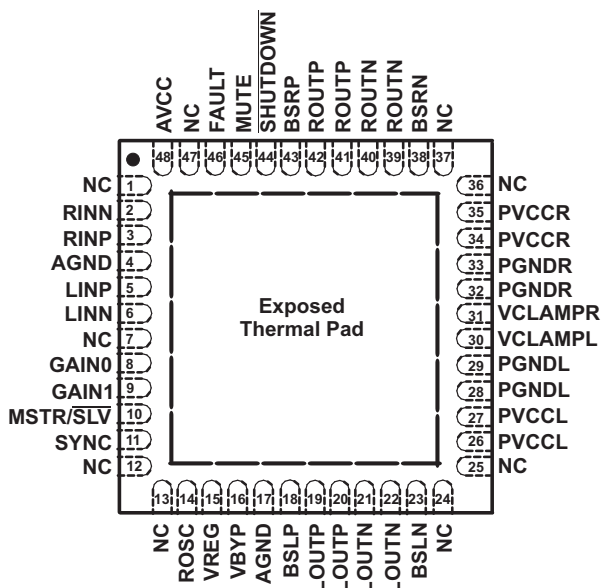 AVCC
NC
FAULT
MUTE
SHUTDOWN
BSRP
ROUTP
ROUTP
ROUTN
ROUTN
BSRN
NC
48 47 46 45 44 43 42 41 40 39 38 37
NC 1
RINN 2
RINP 3
AGND 4
LINP 5
LINN 6
NC 7
GAIN0 8
GAIN1 9
MSTR/SLV 10
SYNC 11
NC 12
Exposed
Thermal Pad
36 NC
35 PVCCR
34 PVCCR
33 PGNDR
32 PGNDR
31 VCLAMPR
30 VCLAMPL
29 PGNDL
28 PGNDL
27 PVCCL
26 PVCCL
25 NC
13 14 15 16 17 18 19 20 21 22 23 24
NC
ROSC
VREG
VBYP
AGND
BSLP
LOUTP
LOUTP
LOUTN
LOUTN
BSLN
NC